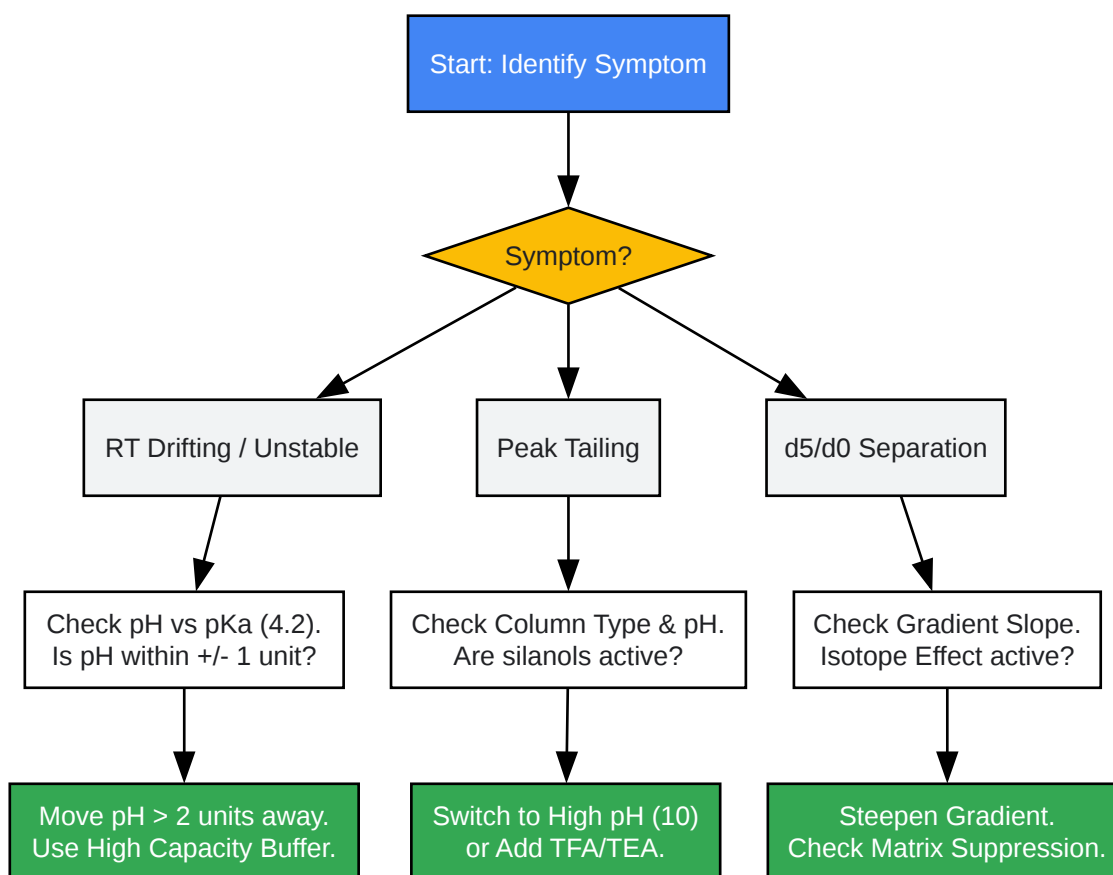 Start: Identify Symptom
Symptom?
RT Drifting / Unstable
Peak Tailing
d5/d0 Separation
Check pH vs pKa (4.2).
Is pH within +/- 1 unit?
Check Column Type & pH.
Are silanols active?
Check Gradient Slope.
Isotope Effect active?
Move pH > 2 units away.
Use High Capacity Buffer.
Switch to High pH (10)
or Add TFA/TEA.
Steepen Gradient.
Check Matrix Suppression.